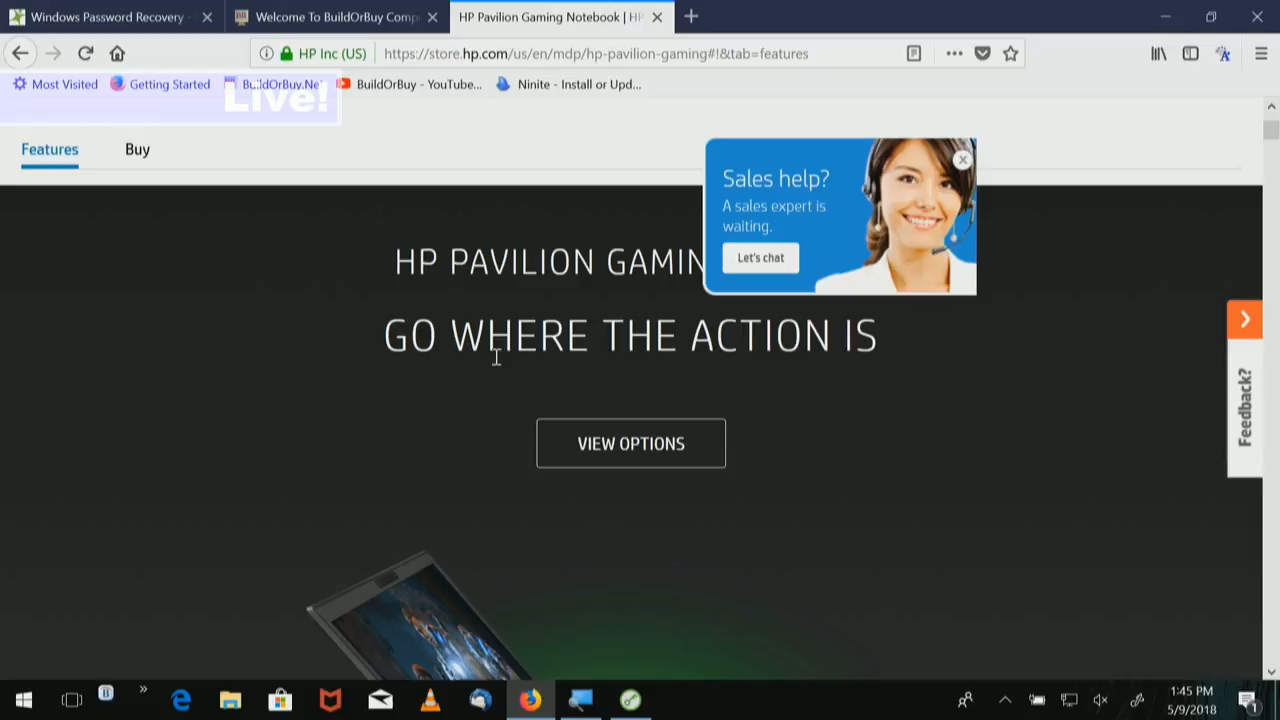 Windows Password Recovery
Welcome To BuildOrBuy Comp
HP Pavilion Gaming Notebook | HP
HP Inc (US)
https://store.hp.com/us/en/mdp/hp-pavilion-gaming#!&tab=features
Most Visited
Getting Started
BuildOrBuy.Net
BuildOrBuy - YouTube...
Ninite - Install or Upd...
Live!
Features
Buy
Sales help?
A sales expert is
waiting.
Let's chat
HP PAVILION GAMIN
GO WHERE THE ACTION IS
VIEW OPTIONS
Feedback?
1:45 PM
5/9/2018
1